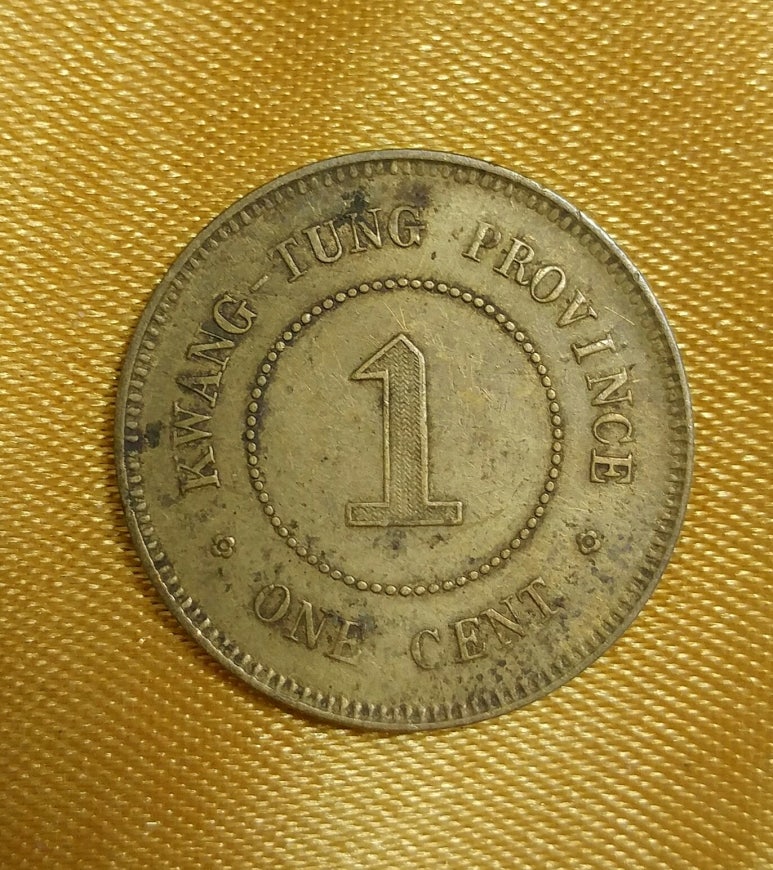 KWANG-TUNG PROVINCE
1
ONE CENT